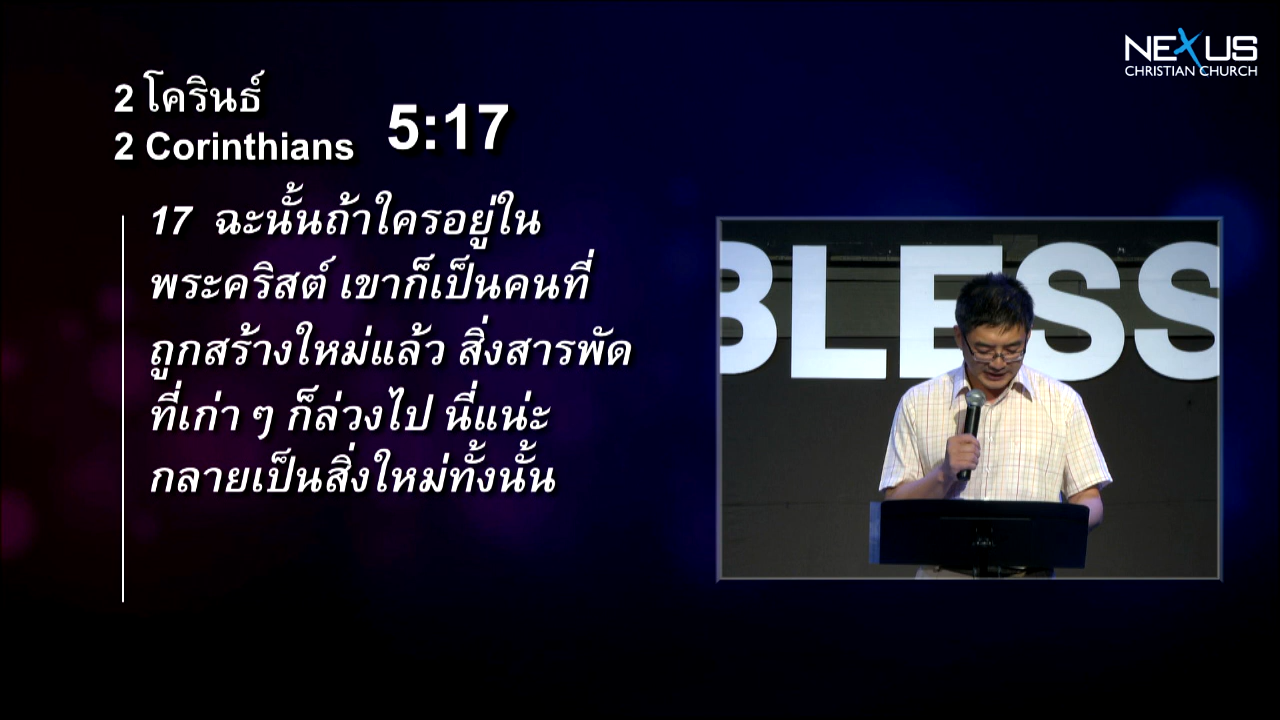 NEXUS
CHRISTIAN CHURCH
2 โครินธ์
2 Corinthians 5:17
17 ฉะนั้นถ้าใครอยู่ใน
พระคริสต์ เขาก็เป็นคนที่
ถูกสร้างใหม่แล้ว สิ่งสารพัด
ที่เก่า ๆ ก็ล่วงไป นี่แน่ะ
กลายเป็นสิ่งใหม่ทั้งนั้น
BLESS